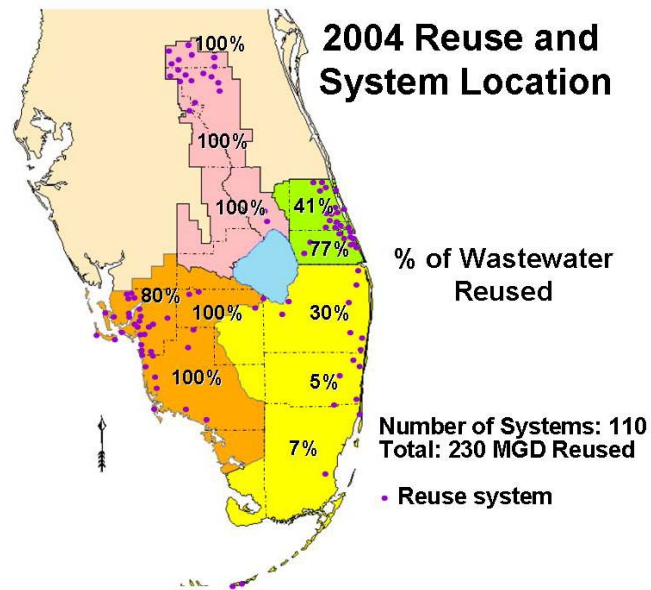 2004 Reuse and
System Location
100%
100%
100%
41%
77%
% of Wastewater
Reused
80%
100%
30%
100%
5%
7%
Number of Systems: 110
Total: 230 MGD Reused
Reuse system